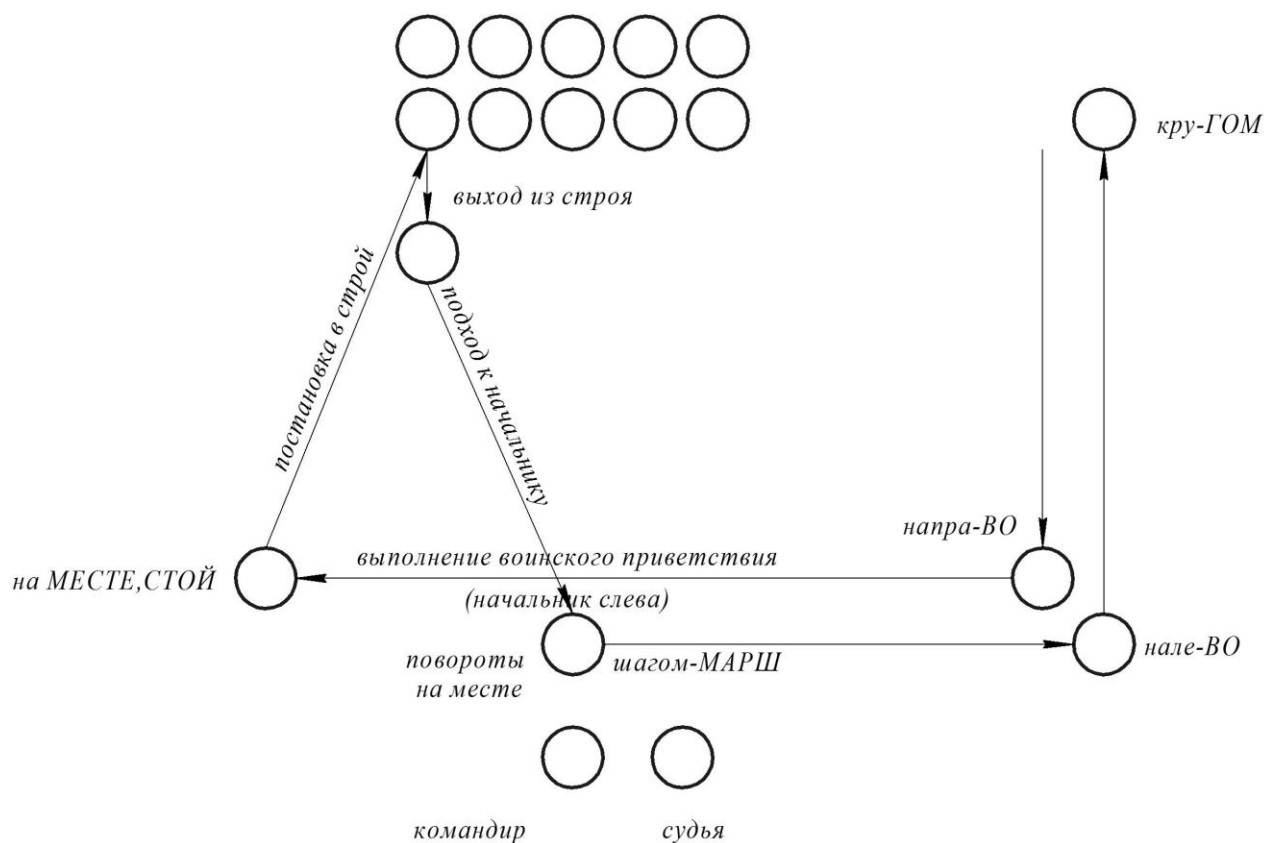 кру-ГОМ
выход из строя
постановка в строй
подход к начальнику
напра-ВО
выполнение воинского приветствия
на МЕСТЕ,СТОЙ
(начальник слева)
повороты
на месте
шагом-МАРШ
нале-ВО
командир
судья